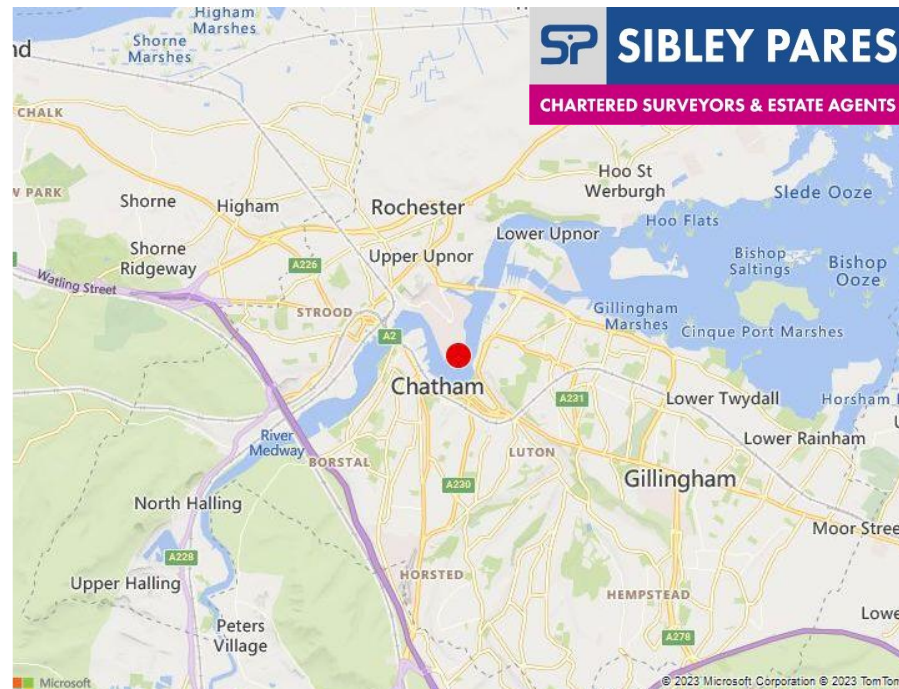 Higham
Marshes
Shorne
Marshes
nd
SP SIBLEY PARES
CHARTERED SURVEYORS & ESTATE AGENTS
CHALK
W PARK
Hoo St
Werburgh
Slede Ooze
Shorne
Higham
Rochester
Hoo Flats
Lower Upnor
Shorne
Ridgeway
Upper Upnor
Bishop
Saltings
Bishop
Ooze
A226
Watling Street
STROOD
Gillingham
Marshes
Cinque Port Marshes
A2
Chatham
A231
Lower Twydall
Horsham
River
Medway
BORSTAL
LUTON
Lower Rainham
A230
Gillingham
North Halling
Moor Stree
A228
Upper Halling
HORSTED
HEMPSTEAD
Lowe
Peters
Village
A278
Microsoft
© 2023 Microsoft Corporation © 2023 TomTom